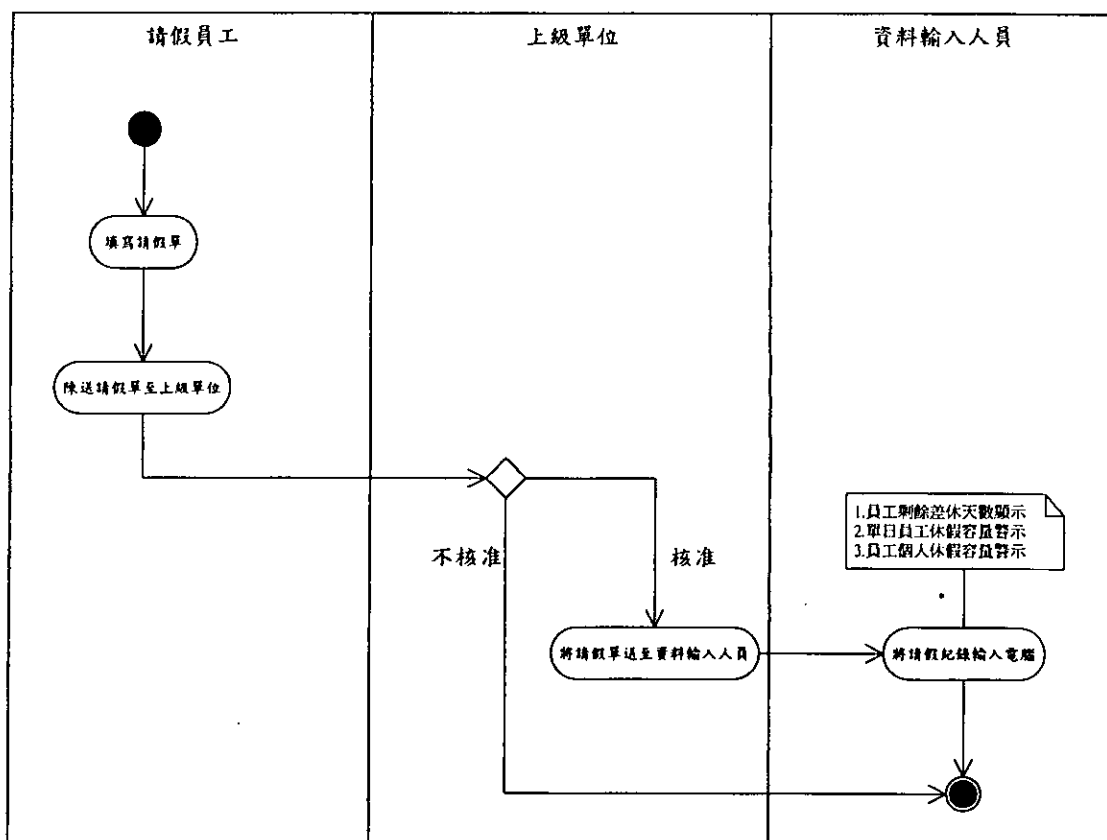 請假員工
上級單位
資料輸入人員
填寫請假單
陳送請假單至上級單位
不核准
核准
1.員工剩餘差休天數顯示
2.單日員工休假容量警示
3.員工個人休假容量警示
將請假單送至資料輸入人員
將請假紀錄輸入電腦